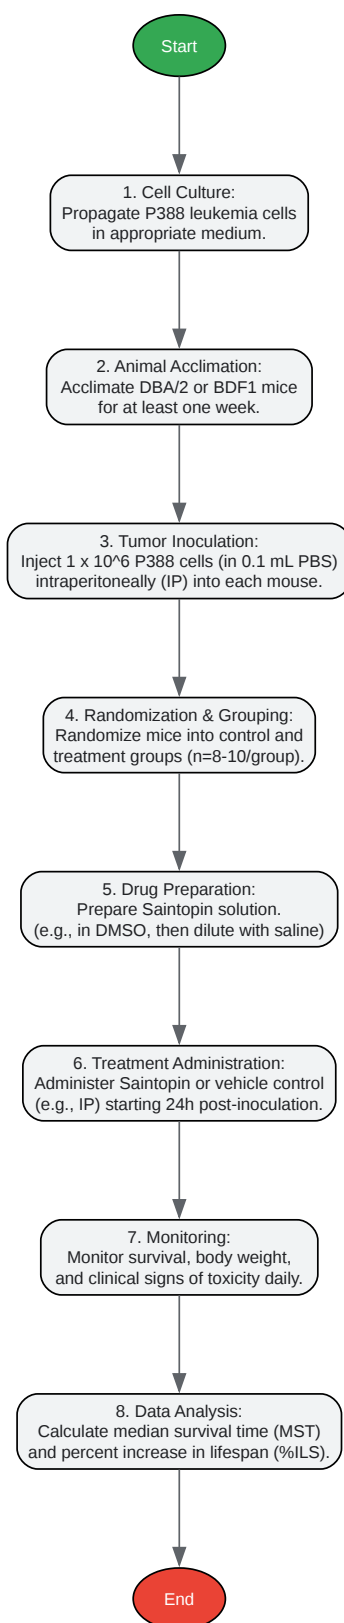 Start
1. Cell Culture:
Propagate P388 leukemia cells
in appropriate medium.
2. Animal Acclimation:
Acclimate DBA/2 or BDF1 mice
for at least one week.
3. Tumor Inoculation:
Inject 1 x 10^6 P388 cells (in 0.1 mL PBS)
intraperitoneally (IP) into each mouse.
4. Randomization & Grouping:
Randomize mice into control and
treatment groups (n=8-10/group).
5. Drug Preparation:
Prepare Saintopin solution.
(e.g., in DMSO, then dilute with saline)
6. Treatment Administration:
Administer Saintopin or vehicle control
(e.g., IP) starting 24h post-inoculation.
7. Monitoring:
Monitor survival, body weight,
and clinical signs of toxicity daily.
8. Data Analysis:
Calculate median survival time (MST)
and percent increase in lifespan (%ILS).
End